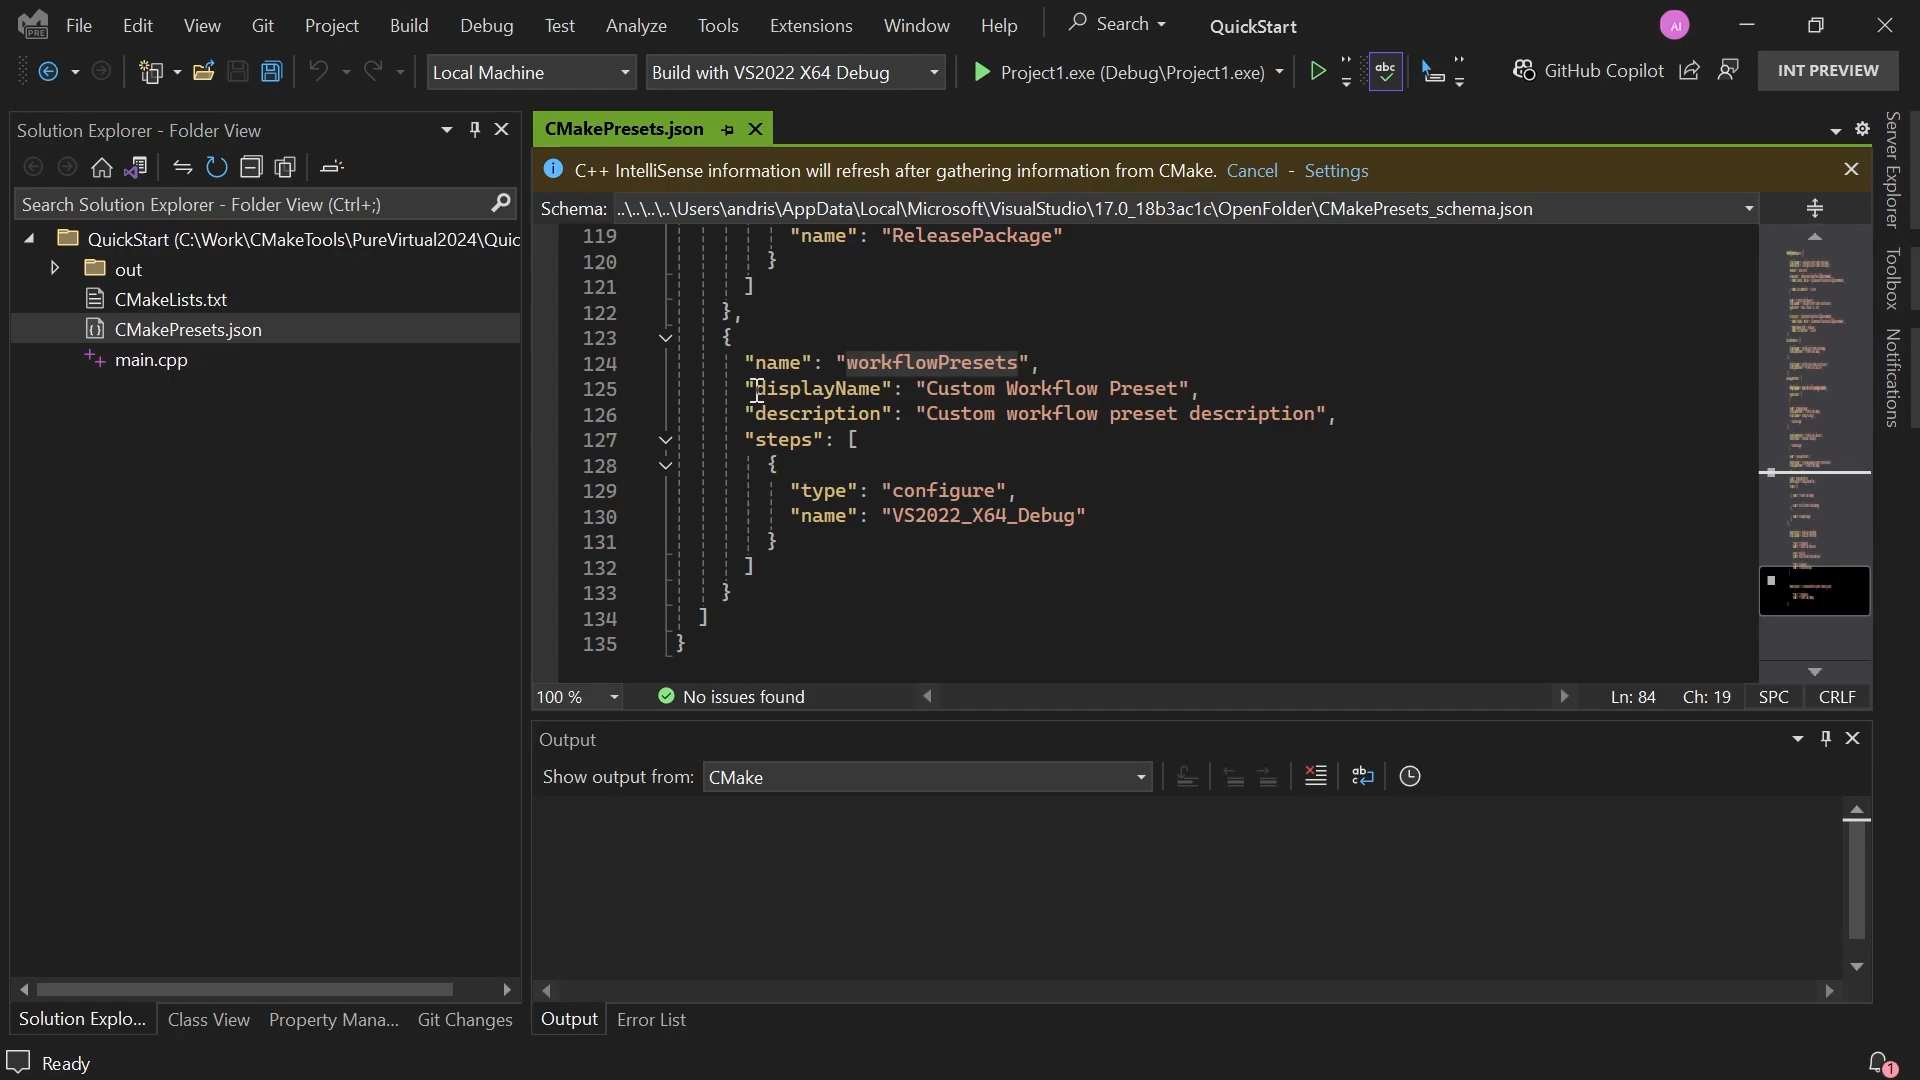 PRE File Edit View Git Project Build Debug Test Analyze Tools Extensions Window Help Search QuickStart AI
Local Machine Build with VS2022 X64 Debug Project1.exe (Debug\Project1.exe) abc GitHub Copilot INT PREVIEW
Solution Explorer - Folder View
Search Solution Explorer - Folder View (Ctrl+;)
QuickStart (C:\Work\CMakeTools\PureVirtual2024\Quic
out
CMakeLists.txt
CMakePresets.json
main.cpp
CMakePresets.json
C++ IntelliSense information will refresh after gathering information from CMake. Cancel - Settings
Schema: ..\..\..\..\Users\andris\AppData\Local\Microsoft\VisualStudio\17.0_18b3ac1c\OpenFolder\CMakePresets_schema.json
119 "name": "ReleasePackage"
120 }
121 ]
122 },
123 {
124 "name": "workflowPresets",
125 "displayName": "Custom Workflow Preset",
126 "description": "Custom workflow preset description",
127 "steps": [
128 {
129 "type": "configure",
130 "name": "VS2022_X64_Debug"
131 }
132 ]
133 }
134 ]
135 }
100 % No issues found Ln: 84 Ch: 19 SPC CRLF
Output
Show output from: CMake
Output Error List
Solution Explo... Class View Property Mana... Git Changes
Ready
1
Server Explorer
Toolbox
Notifications